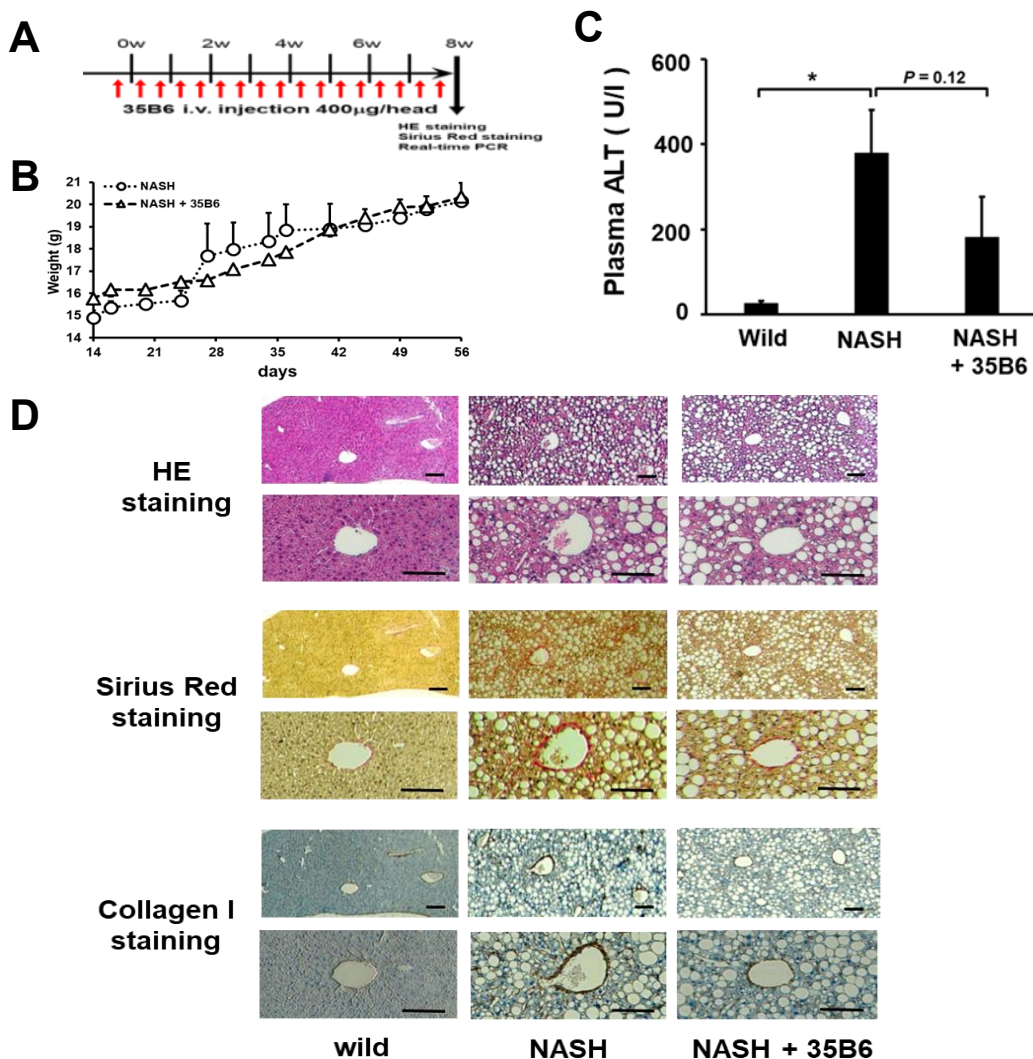 A
0w 2w 4w 6w 8w
35B6 i.v. injection 400μg/head
HE staining
Sirius Red staining
Real-time PCR
B
21
20
19
18
17
16
15
14
NASH
NASH + 35B6
Weight (g)
14 21 28 35 42 49 56
days
C
600
400
200
0
Plasma ALT ( U/l )
* P = 0.12
Wild NASH NASH
+ 35B6
D
HE
staining
Sirius Red
staining
Collagen I
staining
wild NASH NASH + 35B6